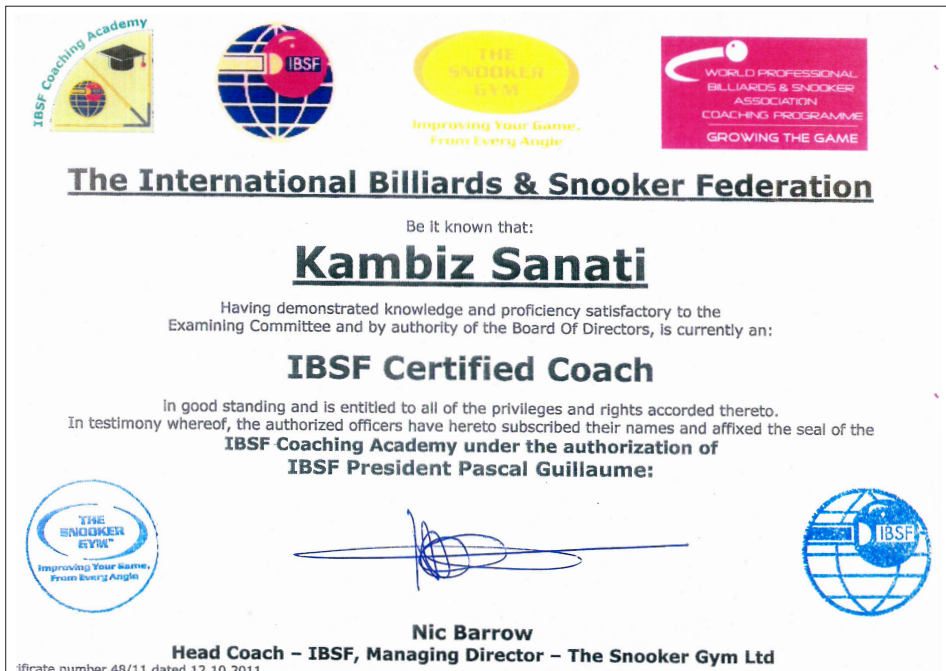 IBSF Coaching Academy
IBSF
THE
SNOOKER
GYM
Improving Your Game,
From Every Angle
WORLD PROFESSIONAL
BILLIARDS & SNOOKER
ASSOCIATION
COACHING PROGRAMME
GROWING THE GAME
The International Billiards & Snooker Federation
Be it known that:
Kambiz Sanati
Having demonstrated knowledge and proficiency satisfactory to the
Examining Committee and by authority of the Board Of Directors, is currently an:
IBSF Certified Coach
in good standing and is entitled to all of the privileges and rights accorded thereto.
In testimony whereof, the authorized officers have hereto subscribed their names and affixed the seal of the
IBSF Coaching Academy under the authorization of
IBSF President Pascal Guillaume:
THE
SNOOKER
GYM™
Improving Your Game,
From Every Angle
IBSF
Nic Barrow
Head Coach – IBSF, Managing Director – The Snooker Gym Ltd
ificate number 48/11 dated 12.10.2011